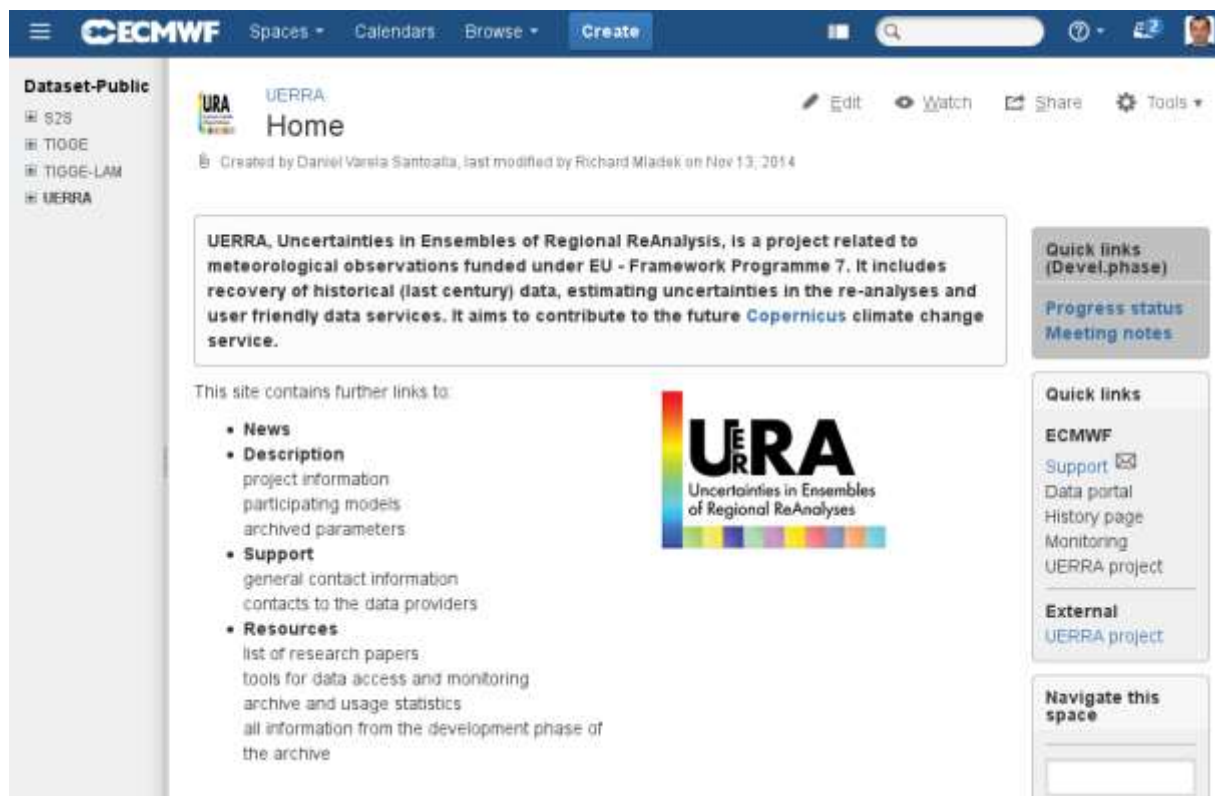 ECMWF Spaces Calendars Browse Create 2
Dataset-Public
S2S
TIGGE
TIGGE-LAM
UERRA
URA
UERRA
Home
Edit Watch Share Tools
Created by Daniel Varela Santoalla, last modified by Richard Mladek on Nov 13, 2014
UERRA, Uncertainties in Ensembles of Regional ReAnalysis, is a project related to
meteorological observations funded under EU - Framework Programme 7. It includes
recovery of historical (last century) data, estimating uncertainties in the re-analyses and
user friendly data services. It aims to contribute to the future Copernicus climate change
service.
This site contains further links to:
• News
• Description
project information
participating models
archived parameters
• Support
general contact information
contacts to the data providers
• Resources
list of research papers
tools for data access and monitoring
archive and usage statistics
all information from the development phase of
the archive
UERRA
Uncertainties in Ensembles
of Regional ReAnalyses
Quick links
(Devel.phase)
Progress status
Meeting notes
Quick links
ECMWF
Support
Data portal
History page
Monitoring
UERRA project
External
UERRA project
Navigate this
space